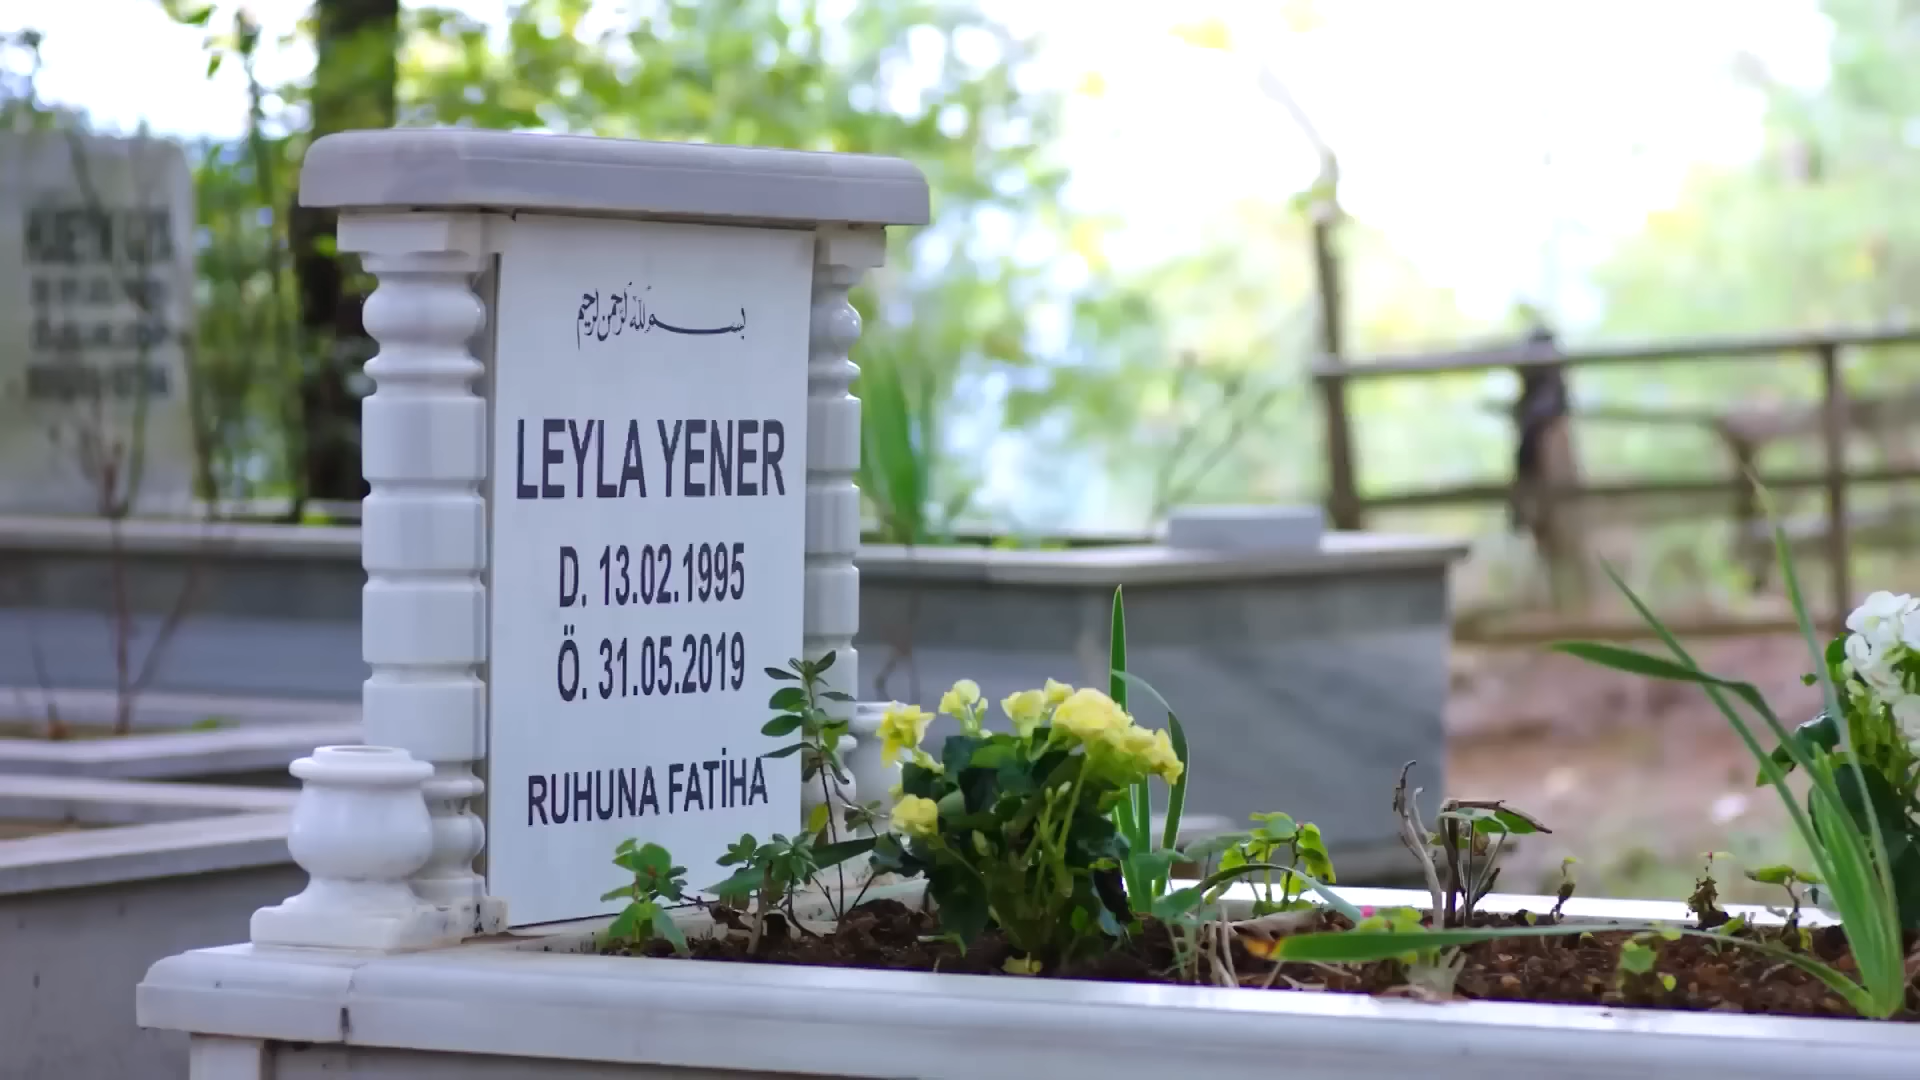 بسم الله الرحمن الرحيم
LEYLA YENER
D. 13.02.1995
Ö. 31.05.2019
RUHUNA FATİHA